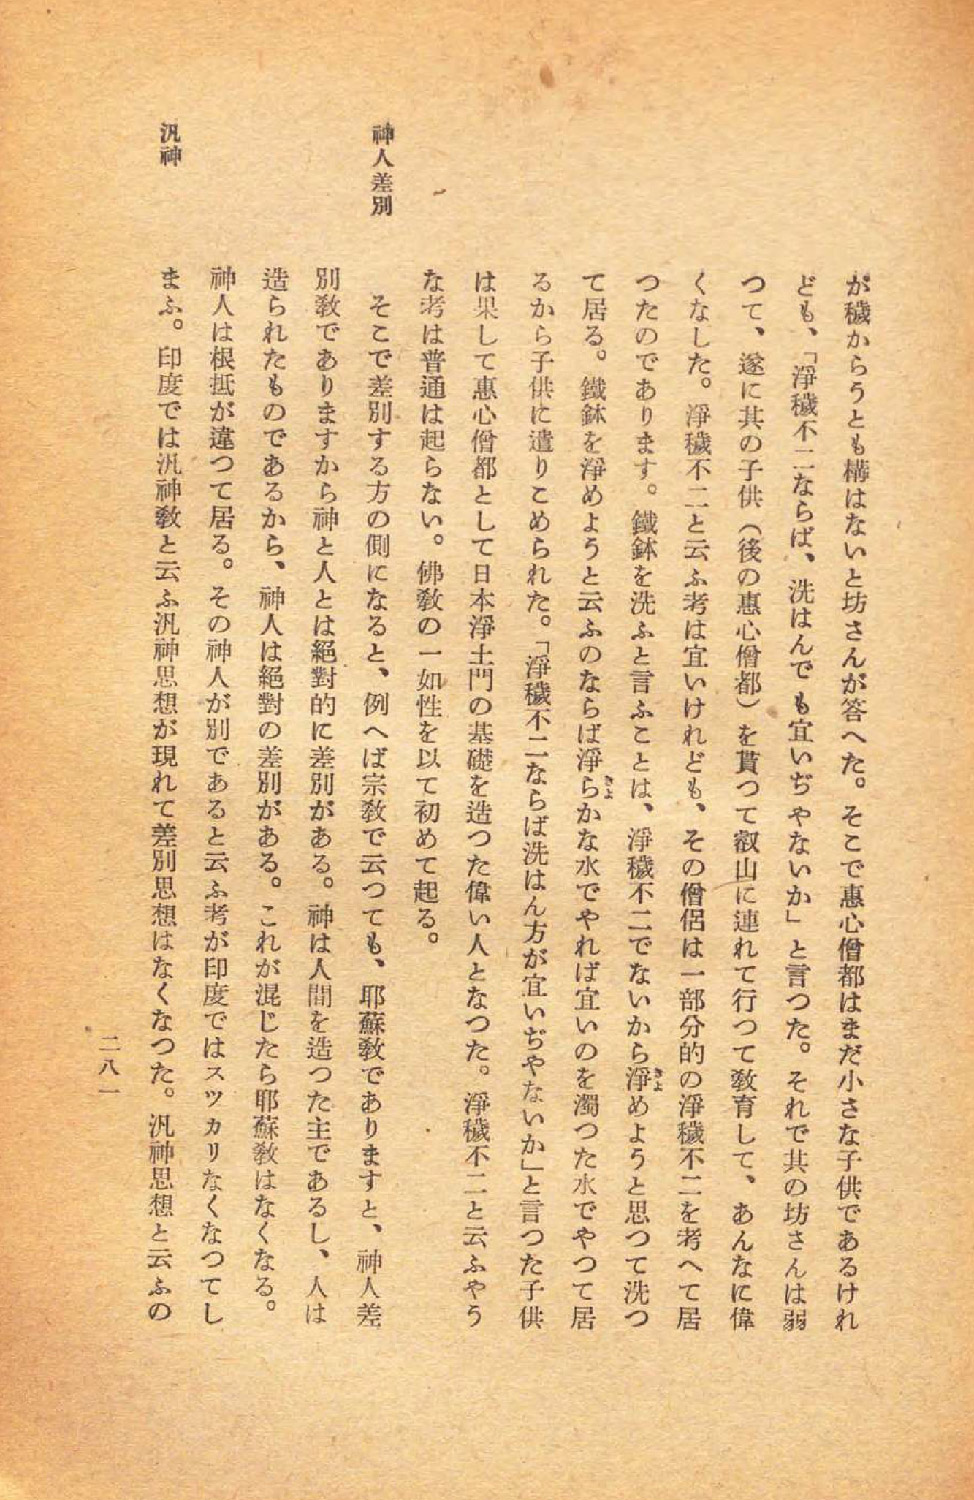 が穢からうとも構はないと坊さんが答へた。そこで惠心僧都はまだ小さな子供であるけれ
ども、「淨穢不二ならば、洗はんでも宜いぢやないか」と言つた。それで其の坊さんは弱
つて、遂に其の子供（後の惠心僧都）を貰つて叡山に連れて行つて敎育して、あんなに偉
くなした。淨穢不二と云ふ考は宜いけれども、その僧侶は一部分的の淨穢不二を考へて居
つたのであります。鐵鉢を洗ふと言ふことは、淨穢不二でないから淨めようと思つて洗つ
て居る。鐵鉢を淨めようと云ふのならば淨らかな水でやれば宜いのを濁つた水でやつて居
るから子供に遣りこめられた。「淨穢不二ならば洗はん方が宜いぢやないか」と言つた子供
は果して惠心僧都として日本淨土門の基礎を造つた偉い人となつた。淨穢不二と云ふやう
な考は普通は起らない。佛敎の一如性を以て初めて起る。
神人差別
そこで差別する方の側になると、例へば宗敎で云つても、耶蘇敎でありますと、神人差
別敎でありますから神と人とは絕對的に差別がある。神は人間を造つた主であるし、人は
造られたものであるから、神人は絕對の差別がある。これが混じたら耶蘇敎はなくなる。
神人は根抵が違つて居る。その神人が別であると云ふ考が印度ではスツカリなくなつてし
汎神
まふ。印度では汎神敎と云ふ汎神思想が現れて差別思想はなくなつた。汎神思想と云ふの
二八一